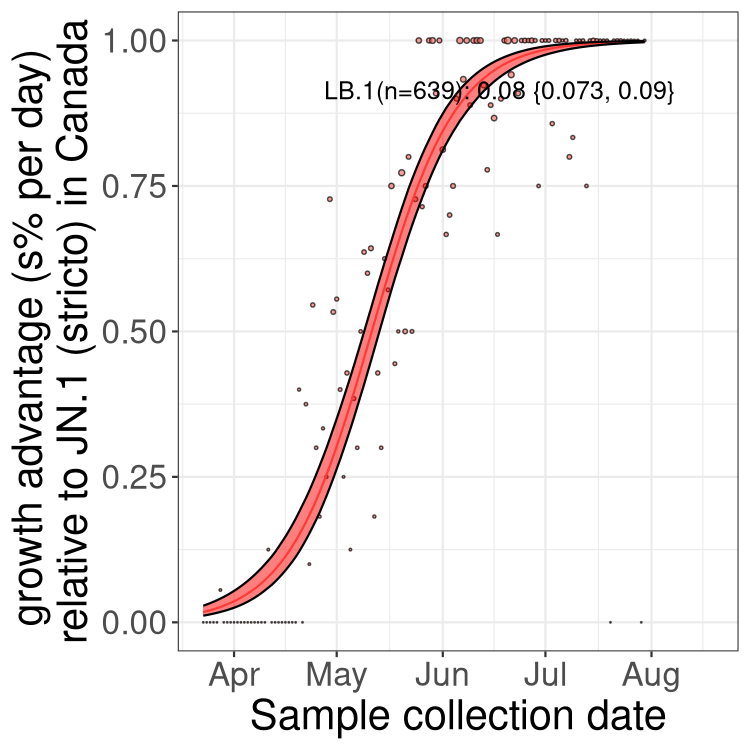 growth advantage (s% per day)
relative to JN.1 (stricto) in Canada
1.00
0.75
0.50
0.25
0.00
LB.1(n=639): 0.08 {0.073, 0.09}
Apr May Jun Jul Aug
Sample collection date